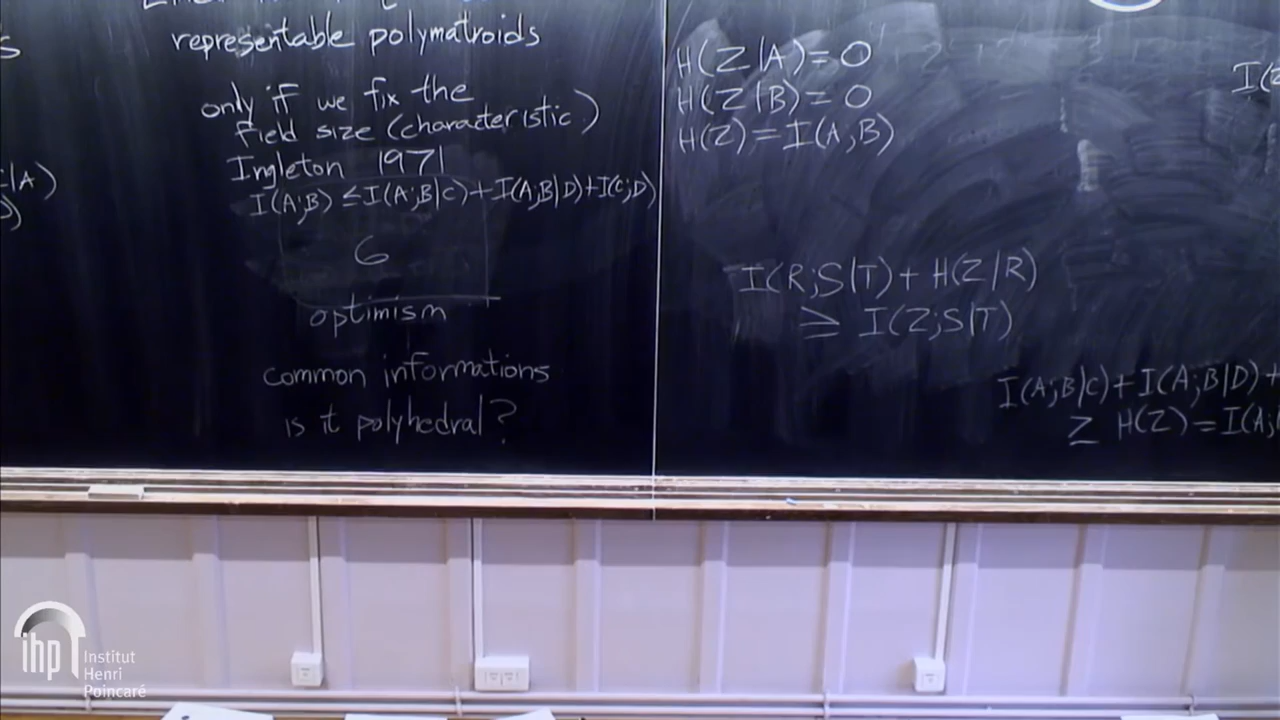 representable polymatroids
only if we fix the
field size (characteristic)
Ingleton 1971
I(A;B) ≤ I(A;B|C)+I(A;B|D)+I(C;D)
6
optimism
common informations
is it polyhedral?
H(Z|A)=0
H(Z|B)=0
H(Z)=I(A;B)
I(R;S|T)+H(Z|R)
≥ I(Z;S|T)
I(A;B|C)+I(A;B|D)+
≥ H(Z)=I(A;
ihp Institut
Henri
Poincaré